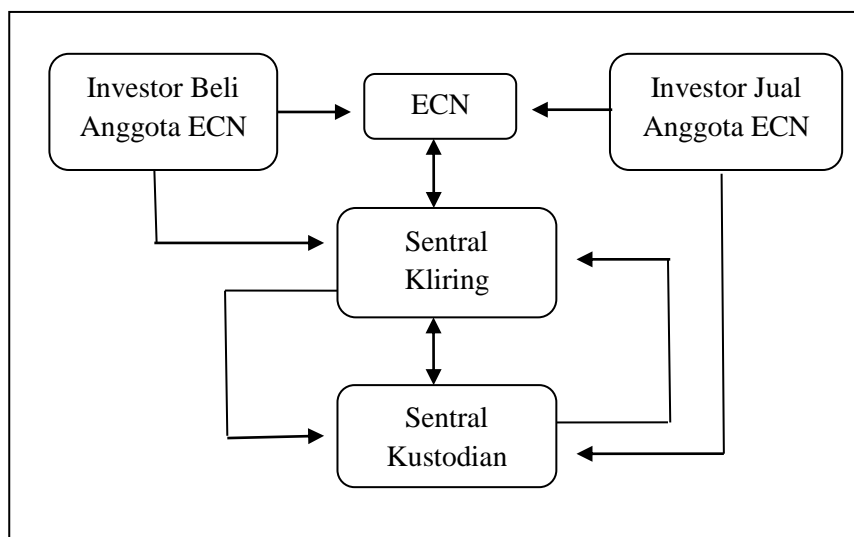 Investor Beli
Anggota ECN
ECN
Investor Jual
Anggota ECN
Sentral
Kliring
Sentral
Kustodian